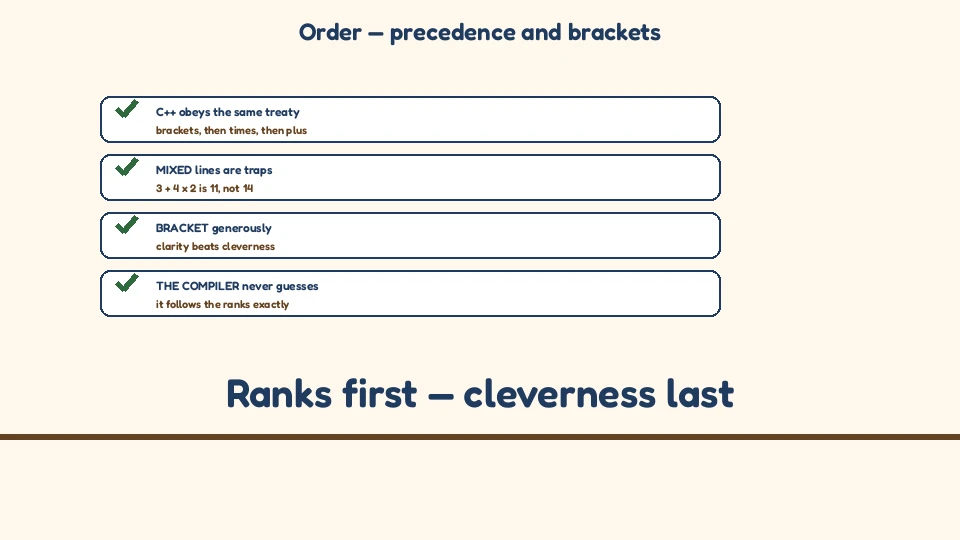 Order — precedence and brackets
C++ obeys the same treaty
brackets, then times, then plus
MIXED lines are traps
3 + 4 x 2 is 11, not 14
BRACKET generously
clarity beats cleverness
THE COMPILER never guesses
it follows the ranks exactly
Ranks first — cleverness last